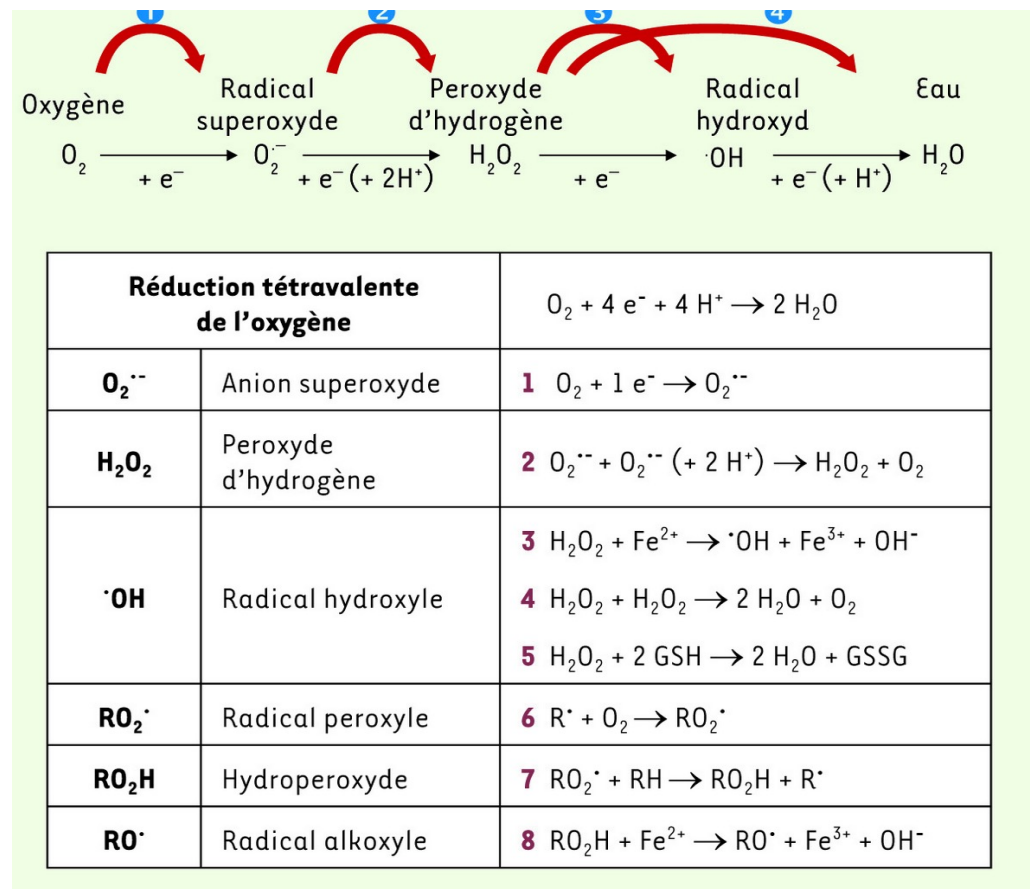 1 2 3 4
Oxygène
Radical superoxyde
Peroxyde d'hydrogène
Radical hydroxyd
Eau
O₂ → O₂·⁻ → H₂O₂ → ·OH → H₂O
+ e⁻
+ e⁻ (+ 2H⁺)
+ e⁻
+ e⁻ (+ H⁺)
Réduction tétravalente
de l'oxygène
O₂ + 4 e⁻ + 4 H⁺ → 2 H₂O
O₂·⁻
Anion superoxyde
1 O₂ + 1 e⁻ → O₂·⁻
H₂O₂
Peroxyde
d'hydrogène
2 O₂·⁻ + O₂·⁻ (+ 2 H⁺) → H₂O₂ + O₂
·OH
Radical hydroxyle
3 H₂O₂ + Fe²⁺ → ·OH + Fe³⁺ + OH⁻
4 H₂O₂ + H₂O₂ → 2 H₂O + O₂
5 H₂O₂ + 2 GSH → 2 H₂O + GSSG
RO₂·
Radical peroxyle
6 R· + O₂ → RO₂·
RO₂H
Hydroperoxyde
7 RO₂· + RH → RO₂H + R·
RO·
Radical alkoxyle
8 RO₂H + Fe²⁺ → RO· + Fe³⁺ + OH⁻